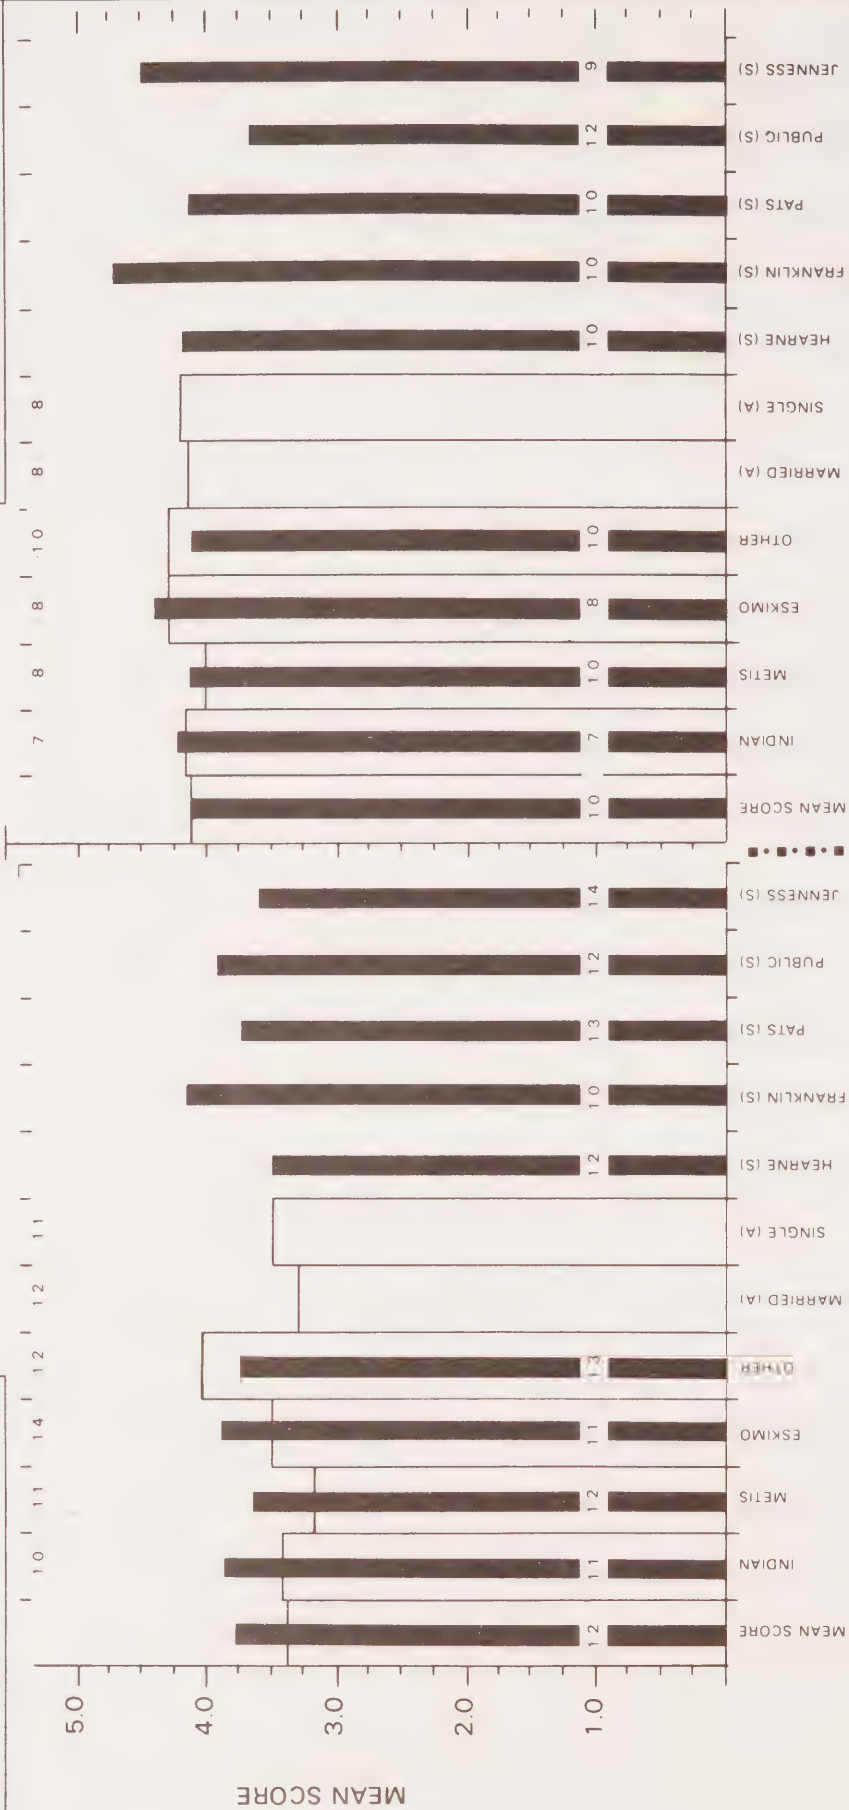 MEAN SCORE
5.0
4.0
3.0
2.0
1.0
10 11 14 12 12 11
12 11 12 11 13 12 10 13 12 14
MEAN SCORE
INDIAN
METIS
ESKIMO
OTHER
MARRIED (A)
SINGLE (A)
HEARNE (S)
FRANKLIN (S)
PATS (S)
PUBLIC (S)
JENNESS (S)
7 8 8 10 8 8
10 7 10 8 10 10 10 10 12 9
MEAN SCORE
INDIAN
METIS
ESKIMO
OTHER
MARRIED (A)
SINGLE (A)
HEARNE (S)
FRANKLIN (S)
PATS (S)
PUBLIC (S)
JENNESS (S)